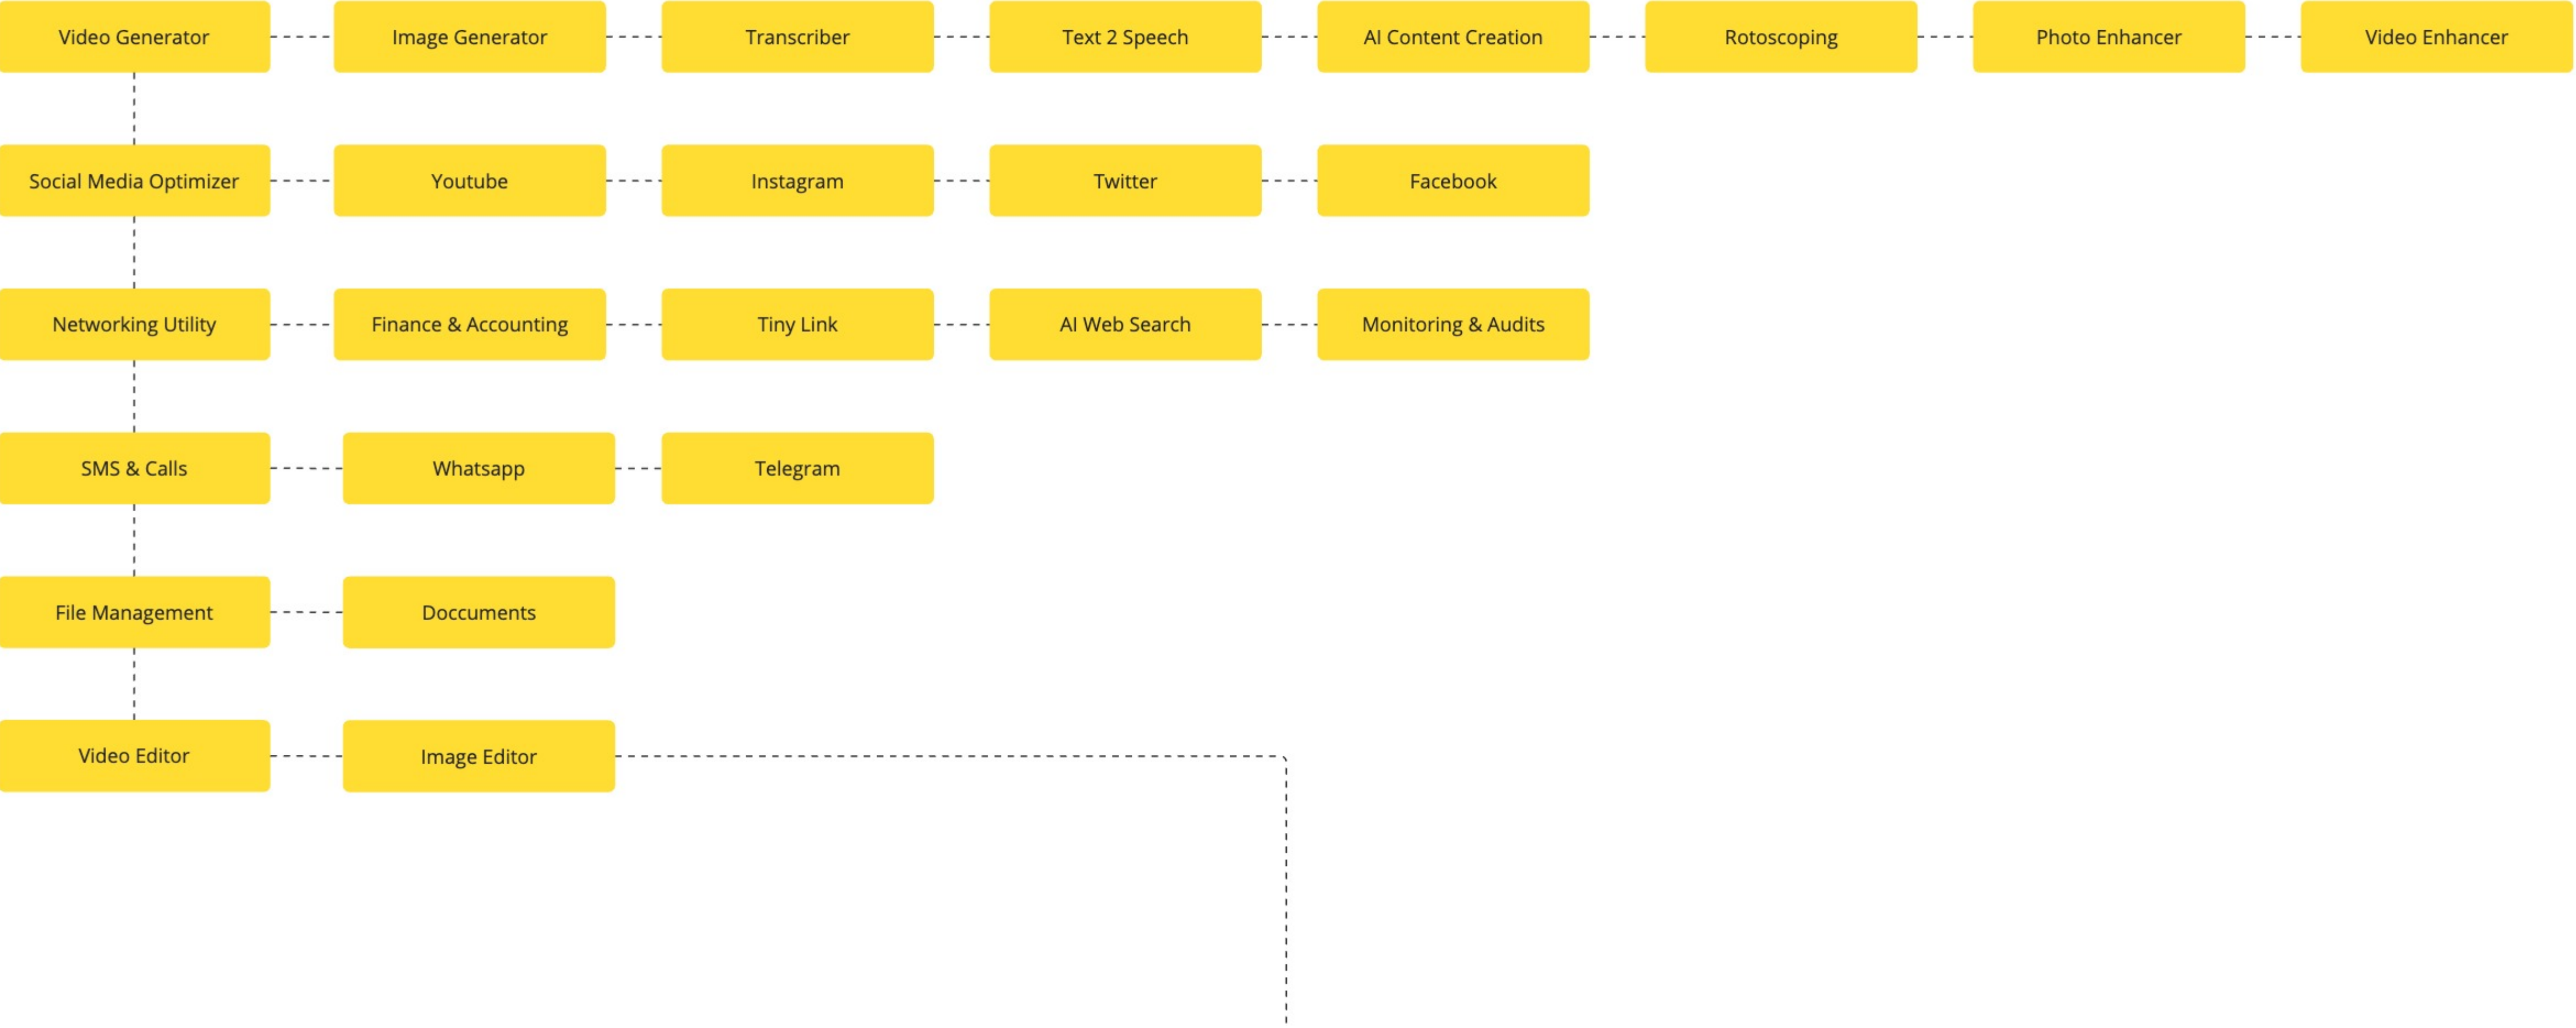 Video Generator
Image Generator
Transcriber
Text 2 Speech
AI Content Creation
Rotoscoping
Photo Enhancer
Video Enhancer
Social Media Optimizer
Youtube
Instagram
Twitter
Facebook
Networking Utility
Finance & Accounting
Tiny Link
AI Web Search
Monitoring & Audits
SMS & Calls
Whatsapp
Telegram
File Management
Doccuments
Video Editor
Image Editor